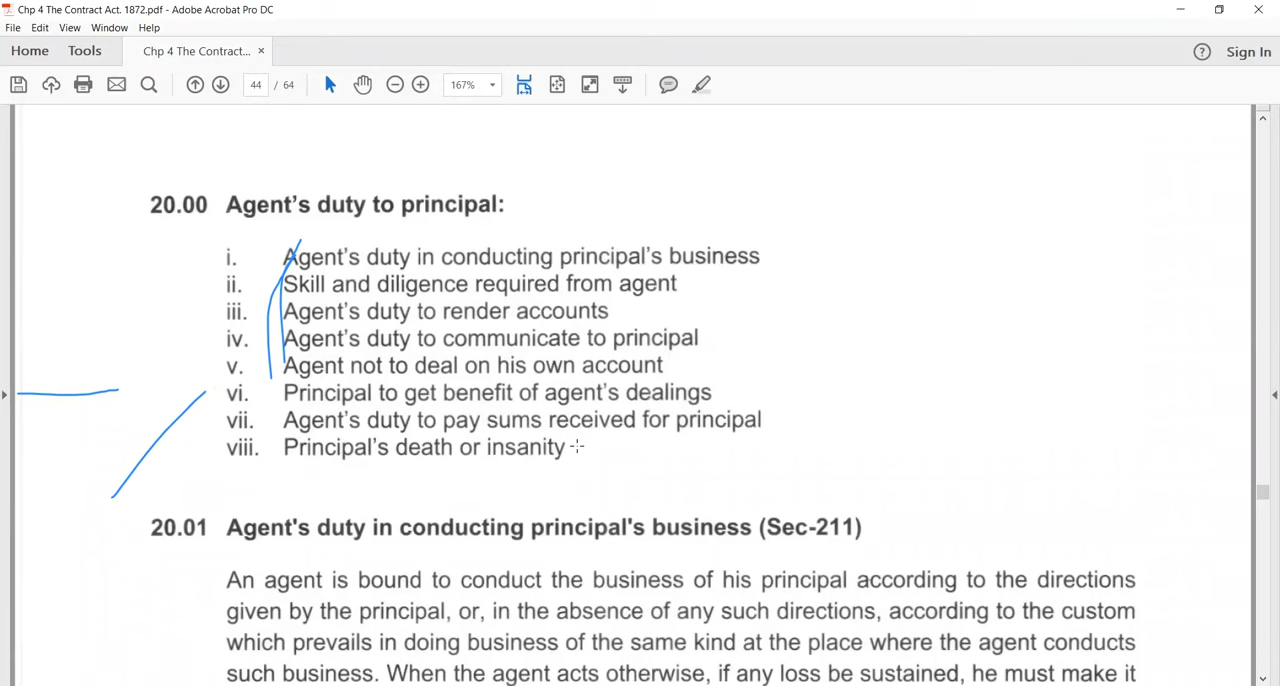 Chp 4 The Contract Act. 1872.pdf - Adobe Acrobat Pro DC
File Edit View Window Help
Home Tools Chp 4 The Contract... × ? Sign In
44 / 64 167%
20.00 Agent's duty to principal:
i. Agent's duty in conducting principal's business
ii. Skill and diligence required from agent
iii. Agent's duty to render accounts
iv. Agent's duty to communicate to principal
v. Agent not to deal on his own account
vi. Principal to get benefit of agent's dealings
vii. Agent's duty to pay sums received for principal
viii. Principal's death or insanity
20.01 Agent's duty in conducting principal's business (Sec-211)
An agent is bound to conduct the business of his principal according to the directions
given by the principal, or, in the absence of any such directions, according to the custom
which prevails in doing business of the same kind at the place where the agent conducts
such business. When the agent acts otherwise, if any loss be sustained, he must make it